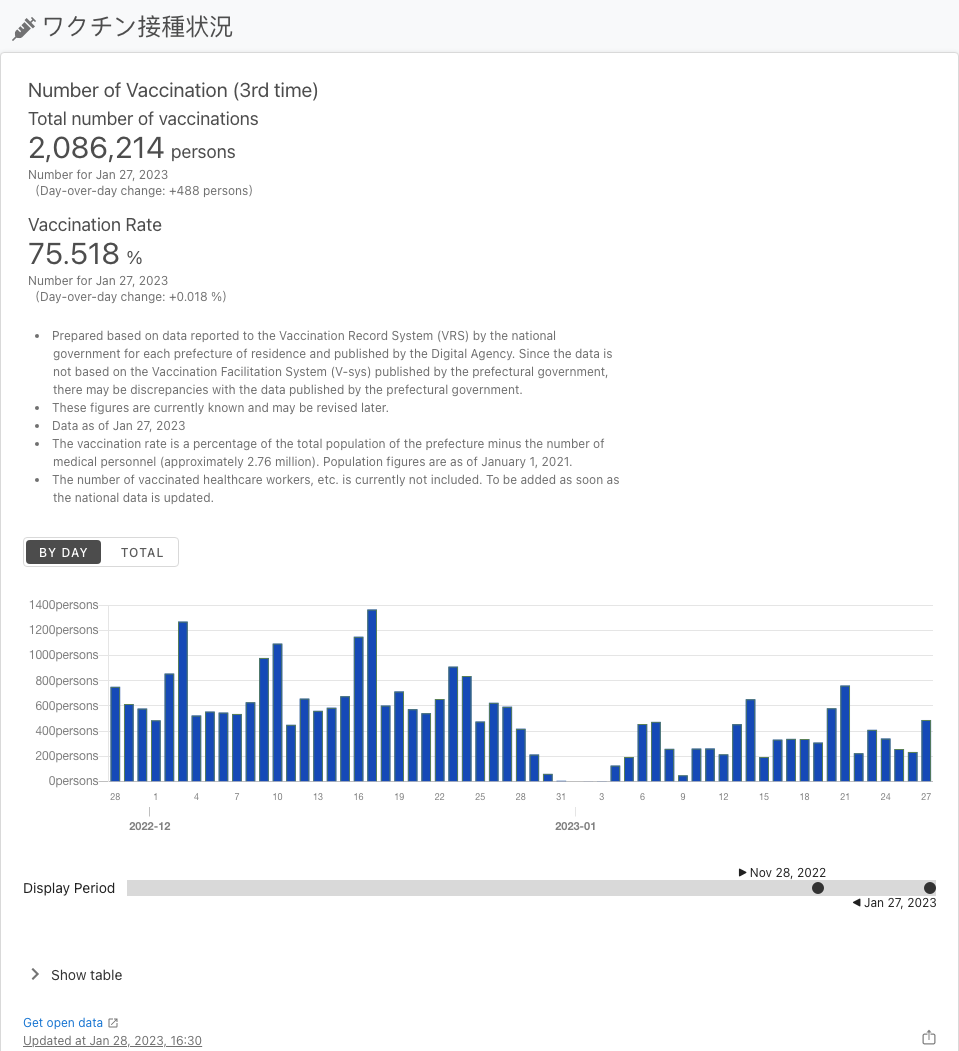 ワクチン接種状況
Number of Vaccination (3rd time)
Total number of vaccinations
2,086,214 persons
Number for Jan 27, 2023
(Day-over-day change: +488 persons)
Vaccination Rate
75.518 %
Number for Jan 27, 2023
(Day-over-day change: +0.018 %)
• Prepared based on data reported to the Vaccination Record System (VRS) by the national
government for each prefecture of residence and published by the Digital Agency. Since the data is
not based on the Vaccination Facilitation System (V-sys) published by the prefectural government,
there may be discrepancies with the data published by the prefectural government.
• These figures are currently known and may be revised later.
• Data as of Jan 27, 2023
• The vaccination rate is a percentage of the total population of the prefecture minus the number of
medical personnel (approximately 2.76 million). Population figures are as of January 1, 2021.
• The number of vaccinated healthcare workers, etc. is currently not included. To be added as soon as
the national data is updated.
BY DAY TOTAL
1400persons
1200persons
1000persons
800persons
600persons
400persons
200persons
0persons
28 1 4 7 10 13 16 19 22 25 28 31 3 6 9 12 15 18 21 24 27
2022-12 2023-01
Nov 28, 2022
Display Period
Jan 27, 2023
Show table
Get open data
Updated at Jan 28, 2023, 16:30